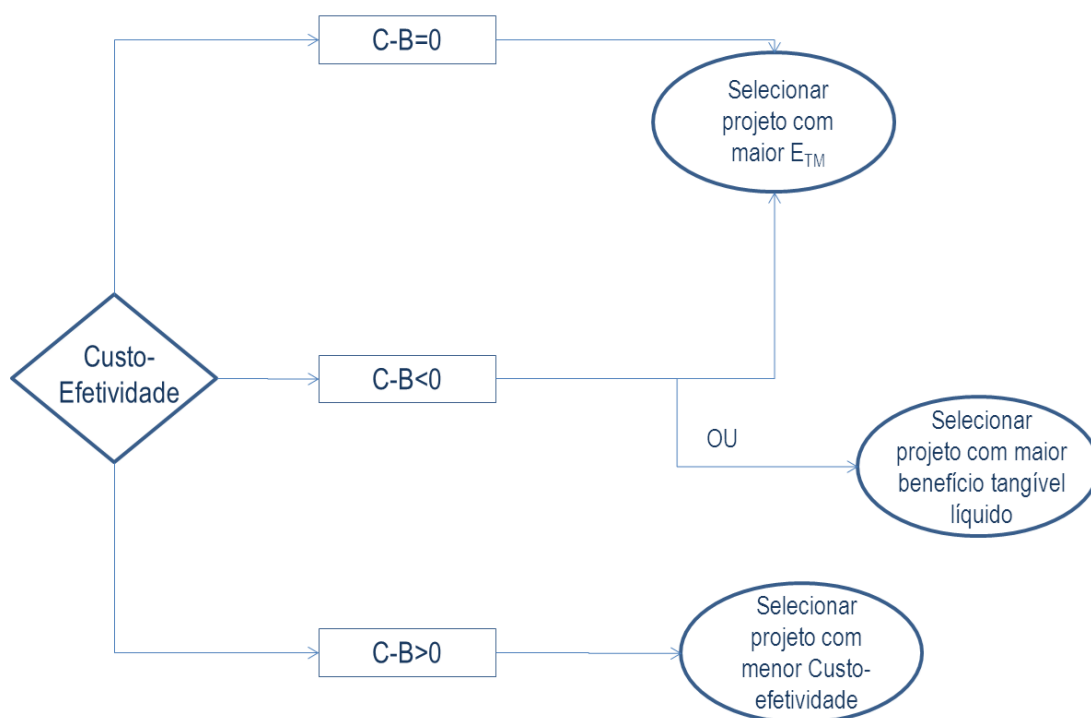 C-B=0
Selecionar
projeto com
maior E_TM
Custo-
Efetividade
C-B<0
OU
Selecionar
projeto com maior
benefício tangível
líquido
C-B>0
Selecionar
projeto com
menor Custo-
efetividade